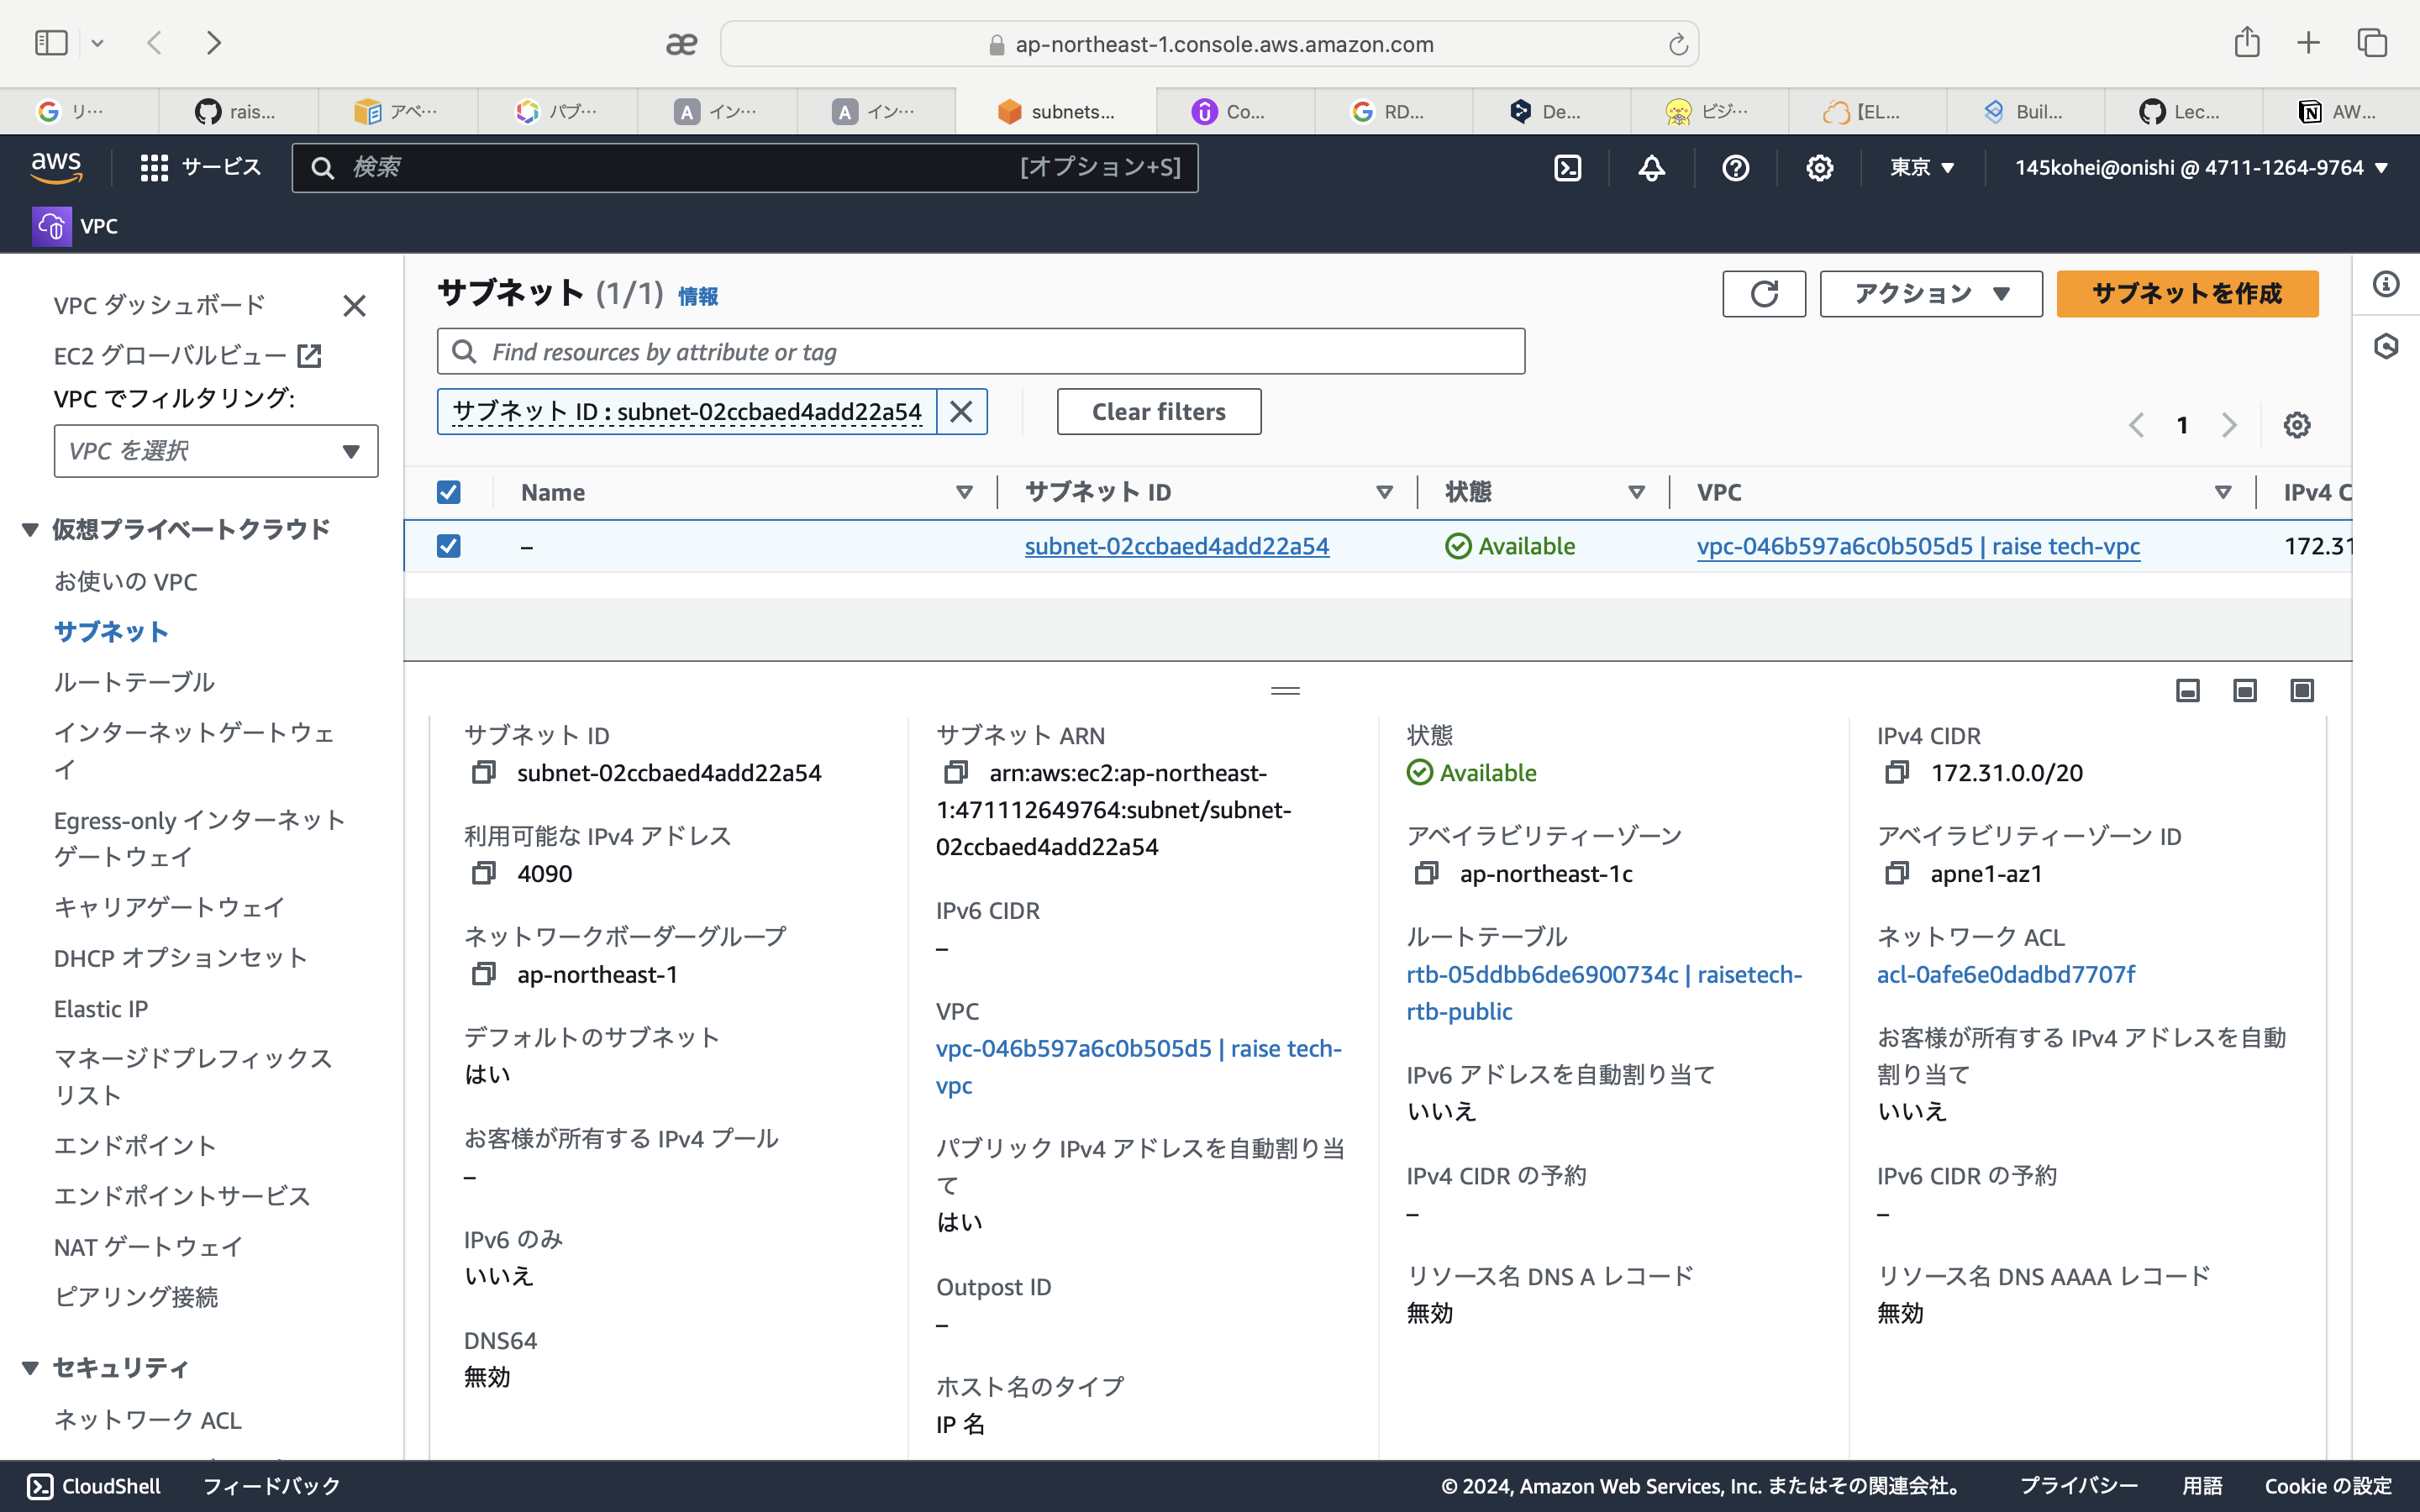 ap-northeast-1.console.aws.amazon.com
リ…
rais...
アベ…
パブ…
イン…
イン…
subnets...
Co...
RD...
De...
ビジ…
【EL...
Buil...
Lec...
AW...
aws
サービス
検索
[オプション+S]
東京
145kohei@onishi @ 4711-1264-9764
VPC
VPC ダッシュボード
EC2 グローバルビュー
VPC でフィルタリング:
VPC を選択
仮想プライベートクラウド
お使いの VPC
サブネット
ルートテーブル
インターネットゲートウェ
イ
Egress-only インターネット
ゲートウェイ
キャリアゲートウェイ
DHCP オプションセット
Elastic IP
マネージドプレフィックス
リスト
エンドポイント
エンドポイントサービス
NAT ゲートウェイ
ピアリング接続
セキュリティ
ネットワーク ACL
サブネット (1/1) 情報
アクション
サブネットを作成
Find resources by attribute or tag
サブネット ID : subnet-02ccbaed4add22a54
Clear filters
1
Name
サブネット ID
状態
VPC
IPv4 C
–
subnet-02ccbaed4add22a54
Available
vpc-046b597a6c0b505d5 | raise tech-vpc
172.31
サブネット ID
subnet-02ccbaed4add22a54
利用可能な IPv4 アドレス
4090
ネットワークボーダーグループ
ap-northeast-1
デフォルトのサブネット
はい
お客様が所有する IPv4 プール
–
IPv6 のみ
いいえ
DNS64
無効
サブネット ARN
arn:aws:ec2:ap-northeast-
1:471112649764:subnet/subnet-
02ccbaed4add22a54
IPv6 CIDR
–
VPC
vpc-046b597a6c0b505d5 | raise tech-
vpc
パブリック IPv4 アドレスを自動割り当
て
はい
Outpost ID
–
ホスト名のタイプ
IP 名
状態
Available
アベイラビリティーゾーン
ap-northeast-1c
ルートテーブル
rtb-05ddbb6de6900734c | raisetech-
rtb-public
IPv6 アドレスを自動割り当て
いいえ
IPv4 CIDR の予約
–
リソース名 DNS A レコード
無効
IPv4 CIDR
172.31.0.0/20
アベイラビリティーゾーン ID
apne1-az1
ネットワーク ACL
acl-0afe6e0dadbd7707f
お客様が所有する IPv4 アドレスを自動
割り当て
いいえ
IPv6 CIDR の予約
–
リソース名 DNS AAAA レコード
無効
CloudShell
フィードバック
© 2024, Amazon Web Services, Inc. またはその関連会社。
プライバシー
用語
Cookie の設定